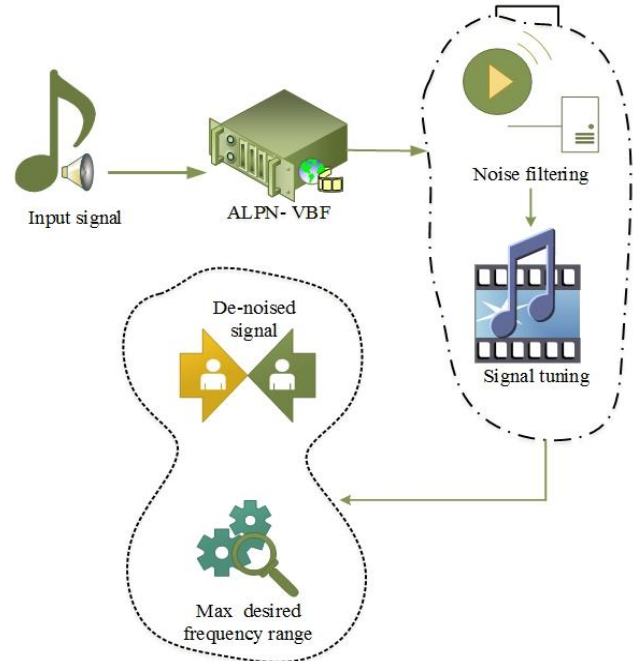 Input signal
ALPN- VBF
Noise filtering
Signal tuning
De-noised
signal
Max desired
frequency range